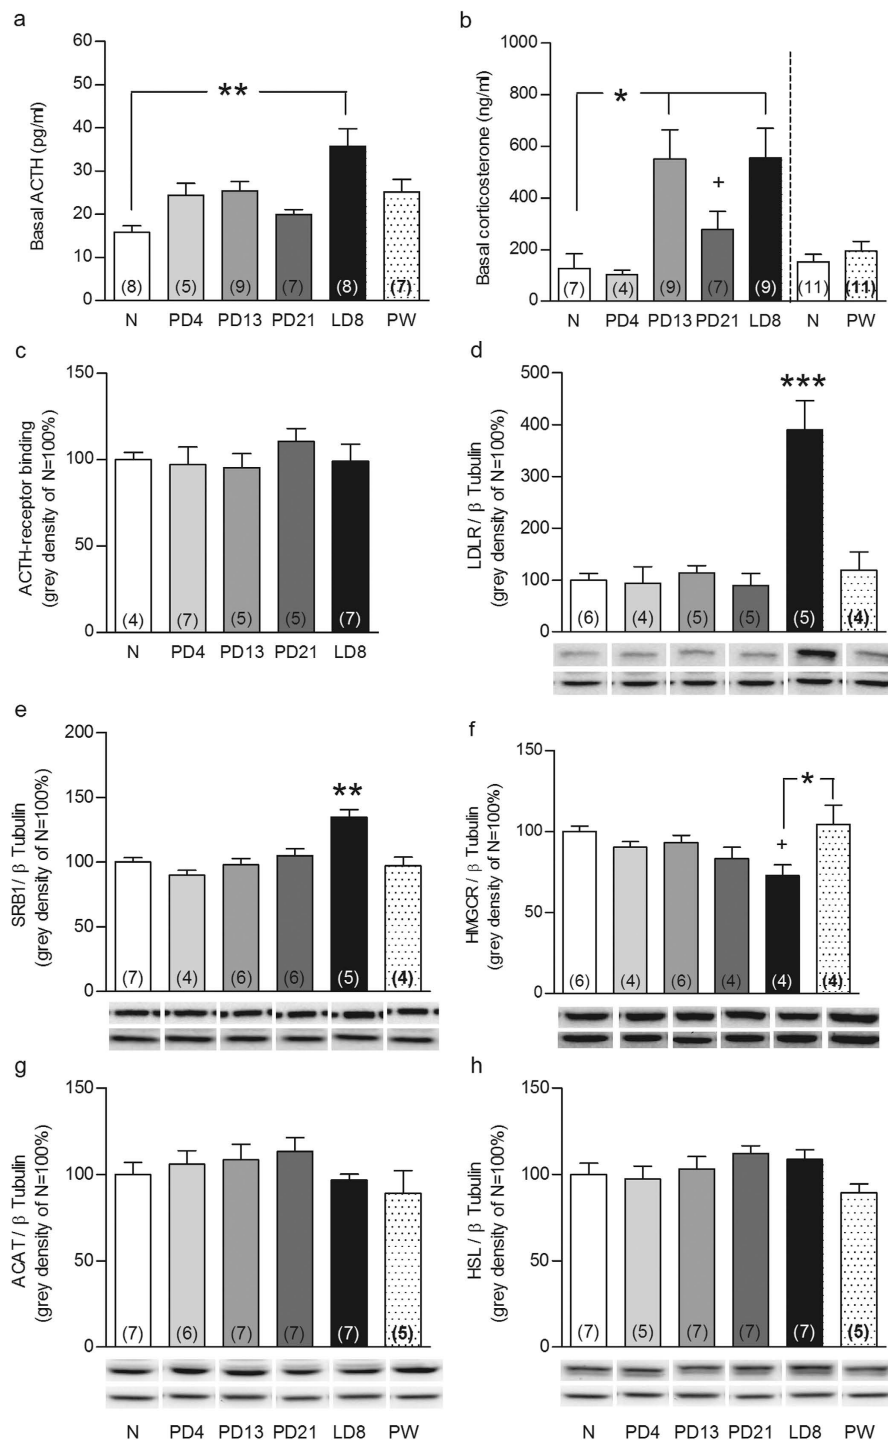 a
Basal ACTH (pg/ml)
60
50
40
30
20
10
0
**
(8) (5) (9) (7) (8) (7)
N PD4 PD13 PD21 LD8 PW
b
Basal corticosterone (ng/ml)
1000
800
600
400
200
0
*
+
(7) (4) (9) (7) (9) (11) (11)
N PD4 PD13 PD21 LD8 N PW
c
ACTH-receptor binding
(grey density of N=100%)
150
100
50
0
(4) (7) (5) (5) (7)
N PD4 PD13 PD21 LD8
d
LDLR / β Tubulin
(grey density of N=100%)
500
400
300
200
100
0
***
(6) (4) (5) (5) (5) (4)
e
SRB1/ β Tubulin
(grey density of N=100%)
200
150
100
50
0
**
(7) (4) (6) (6) (5) (4)
f
HMGCR / β Tubulin
(grey density of N=100%)
150
100
50
0
*
+
(6) (4) (6) (4) (4) (4)
g
ACAT / β Tubulin
(grey density of N=100%)
150
100
50
0
(7) (6) (7) (7) (7) (5)
N PD4 PD13 PD21 LD8 PW
h
HSL / β Tubulin
(grey density of N=100%)
150
100
50
0
(7) (5) (7) (7) (7) (5)
N PD4 PD13 PD21 LD8 PW